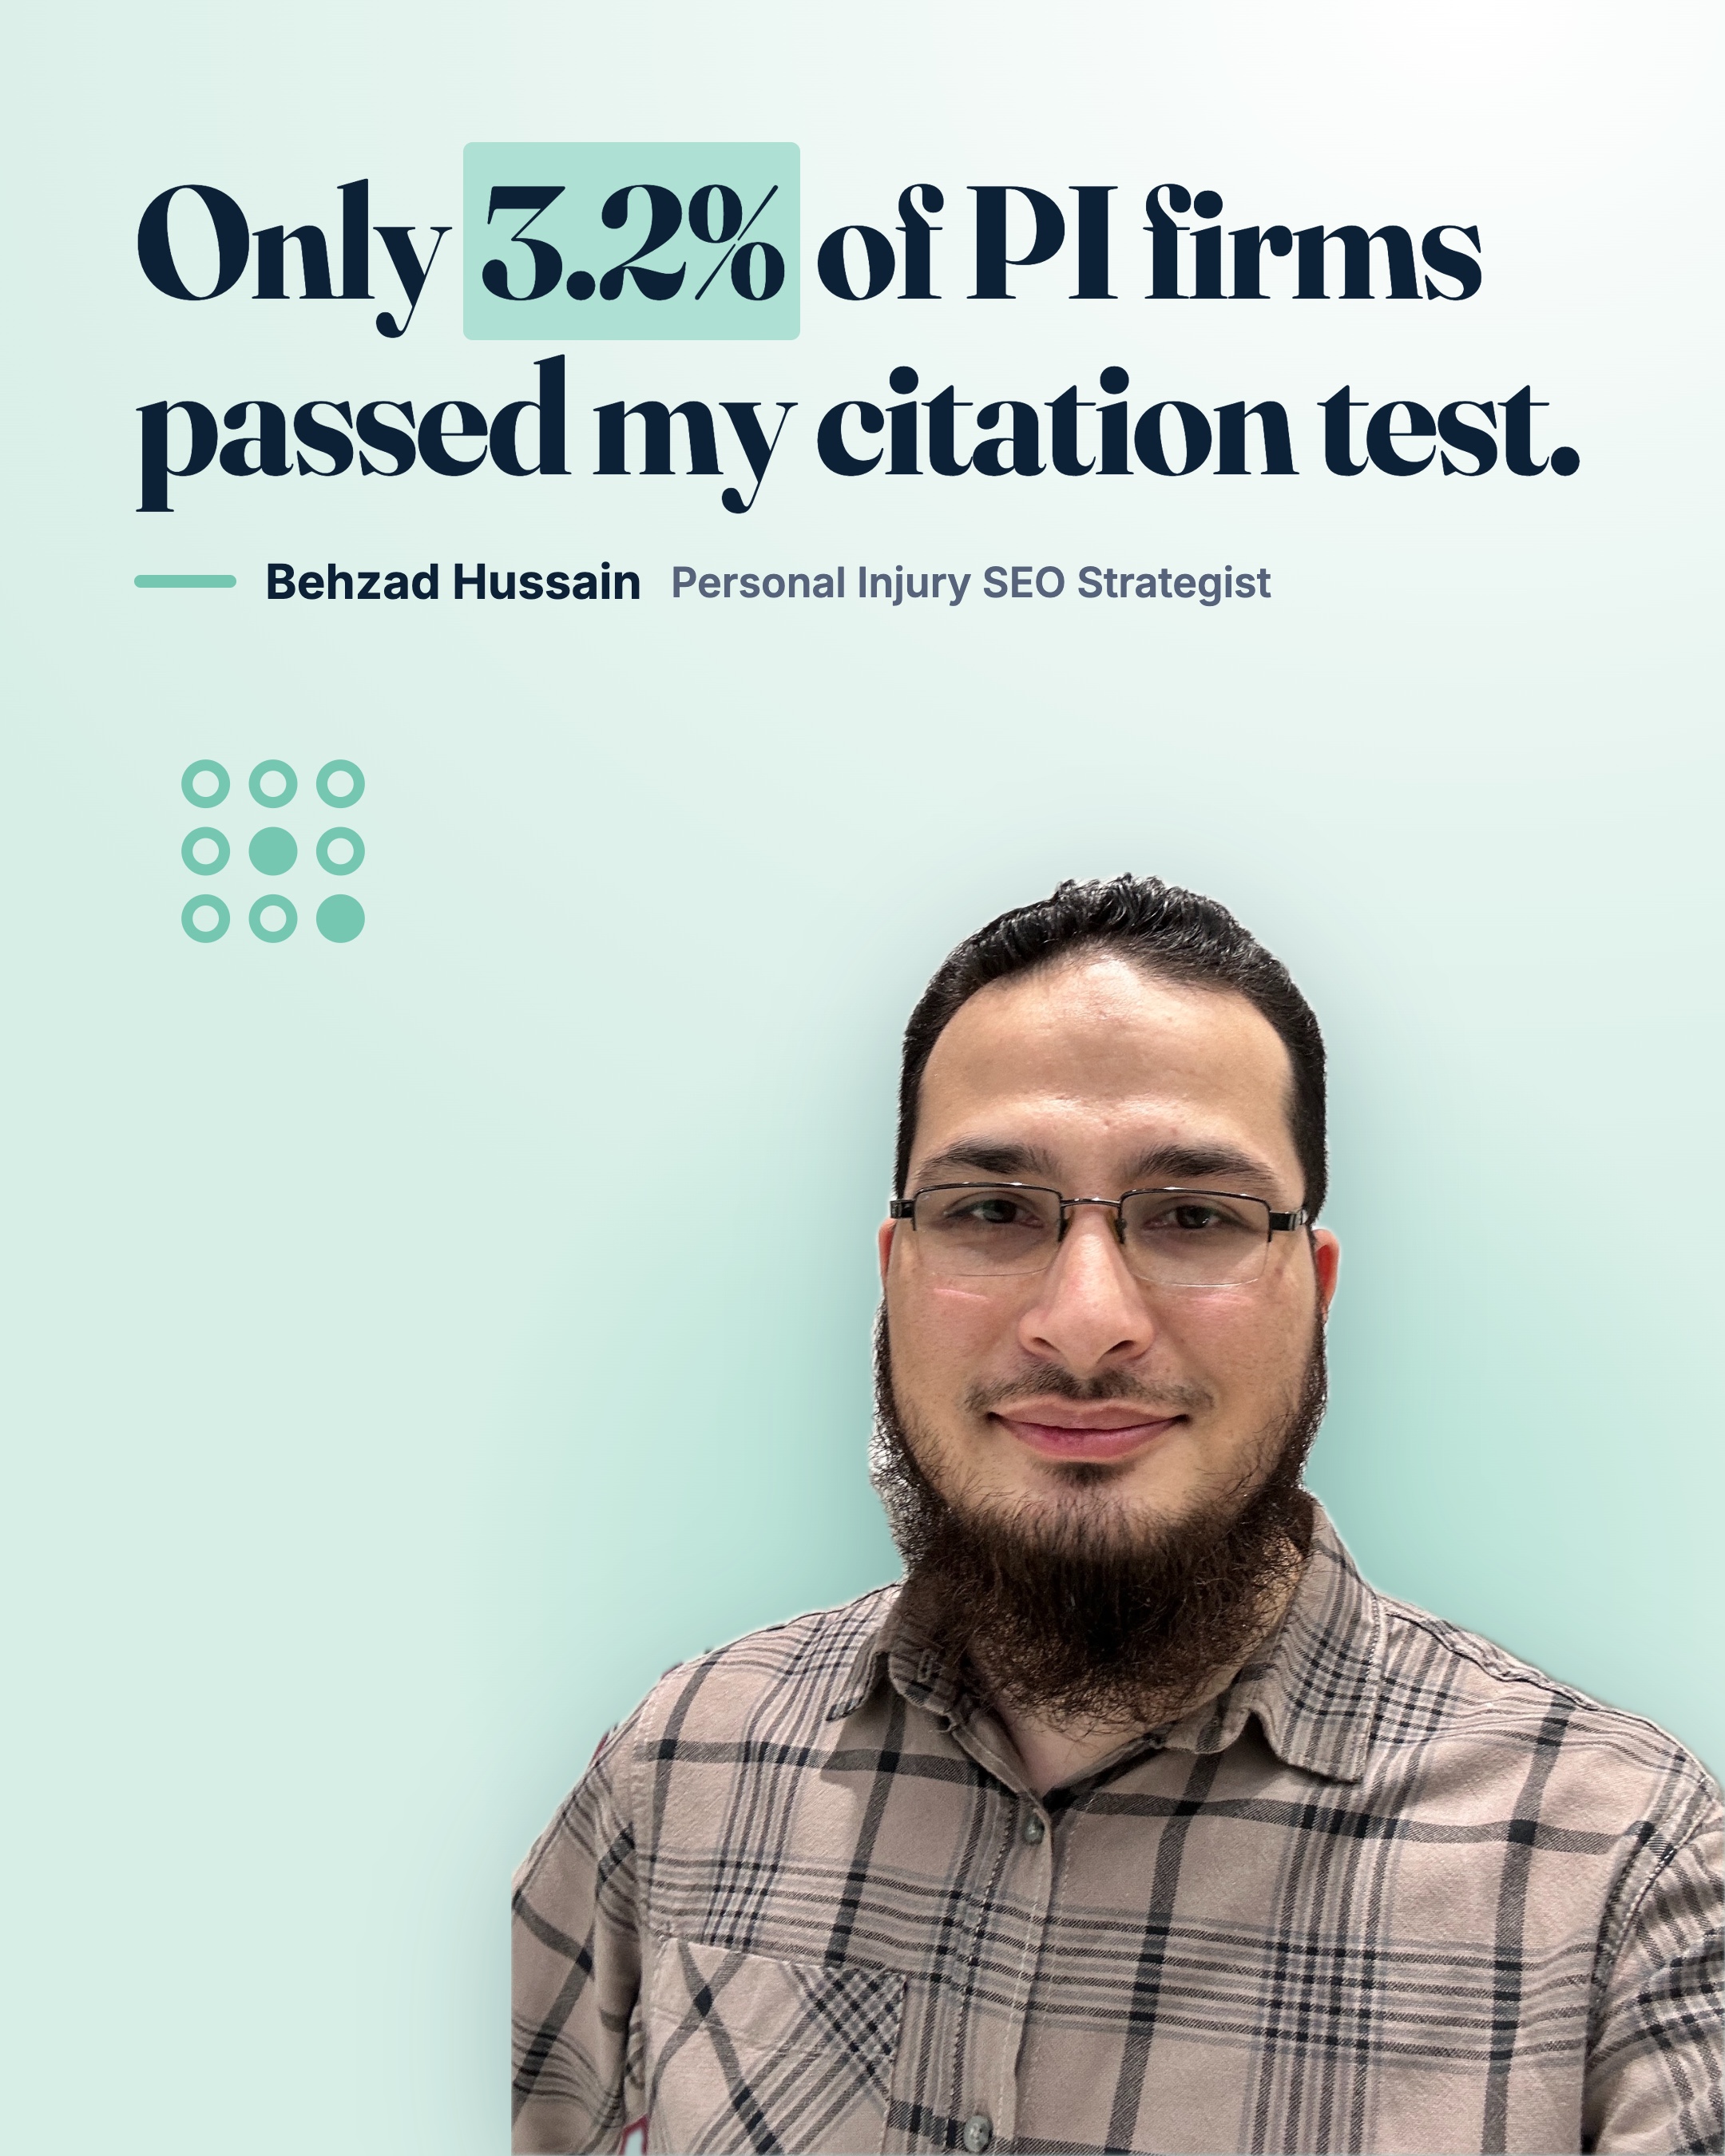 Only 3.2% of PI firms
passed my citation test.
Behzad Hussain Personal Injury SEO Strategist